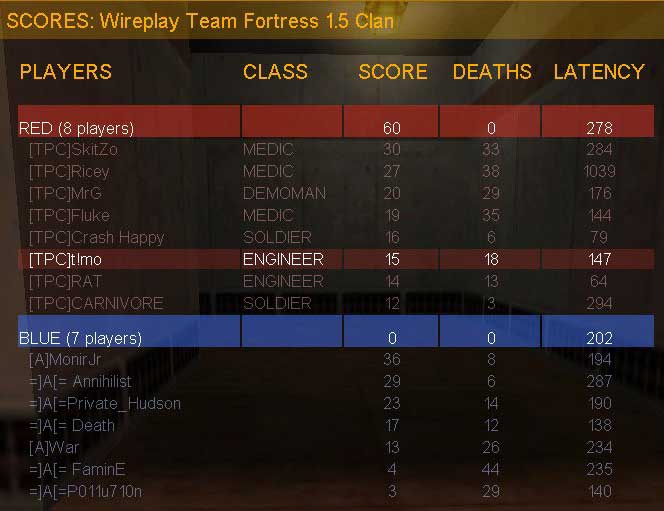 SCORES: Wireplay Team Fortress 1.5 Clan
PLAYERS CLASS SCORE DEATHS LATENCY
RED (8 players) 60 0 278
[TPC]SkitZo MEDIC 30 33 284
[TPC]Ricey MEDIC 27 38 1039
[TPC]MrG DEMOMAN 20 29 176
[TPC]Fluke MEDIC 19 35 144
[TPC]Crash Happy SOLDIER 16 6 79
[TPC]t!mo ENGINEER 15 18 147
[TPC]RAT ENGINEER 14 13 64
[TPC]CARNIVORE SOLDIER 12 3 294
BLUE (7 players) 0 0 202
[A]MonirJr 36 8 194
=]A[= Annihilist 29 6 287
=]A[=Private_Hudson 23 14 190
=]A[= Death 17 12 138
[A]War 13 26 234
=]A[= FaminE 4 44 235
=]A[=P011u710n 3 29 140